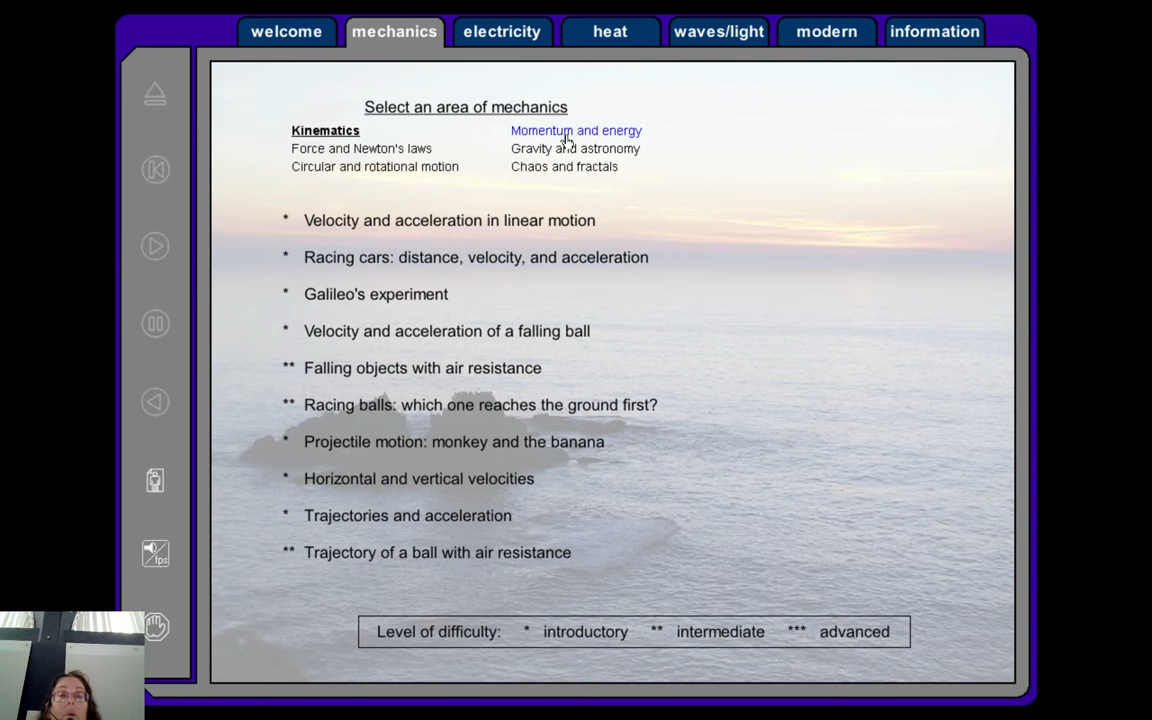 welcome mechanics electricity heat waves/light modern information
Select an area of mechanics
Kinematics Momentum and energy
Force and Newton's laws Gravity and astronomy
Circular and rotational motion Chaos and fractals
* Velocity and acceleration in linear motion
* Racing cars: distance, velocity, and acceleration
* Galileo's experiment
* Velocity and acceleration of a falling ball
** Falling objects with air resistance
** Racing balls: which one reaches the ground first?
* Projectile motion: monkey and the banana
* Horizontal and vertical velocities
* Trajectories and acceleration
** Trajectory of a ball with air resistance
fps
Level of difficulty: * introductory ** intermediate *** advanced